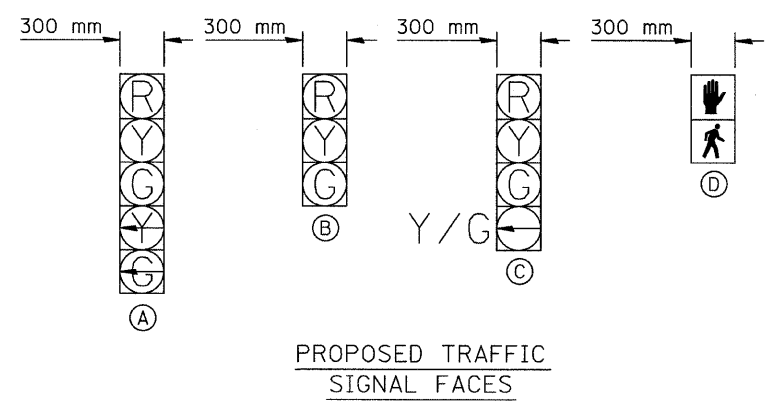 300 mm 300 mm 300 mm 300 mm
R R R
Y Y Y
G G G
Y Y/G
G
A B C D
PROPOSED TRAFFIC
SIGNAL FACES